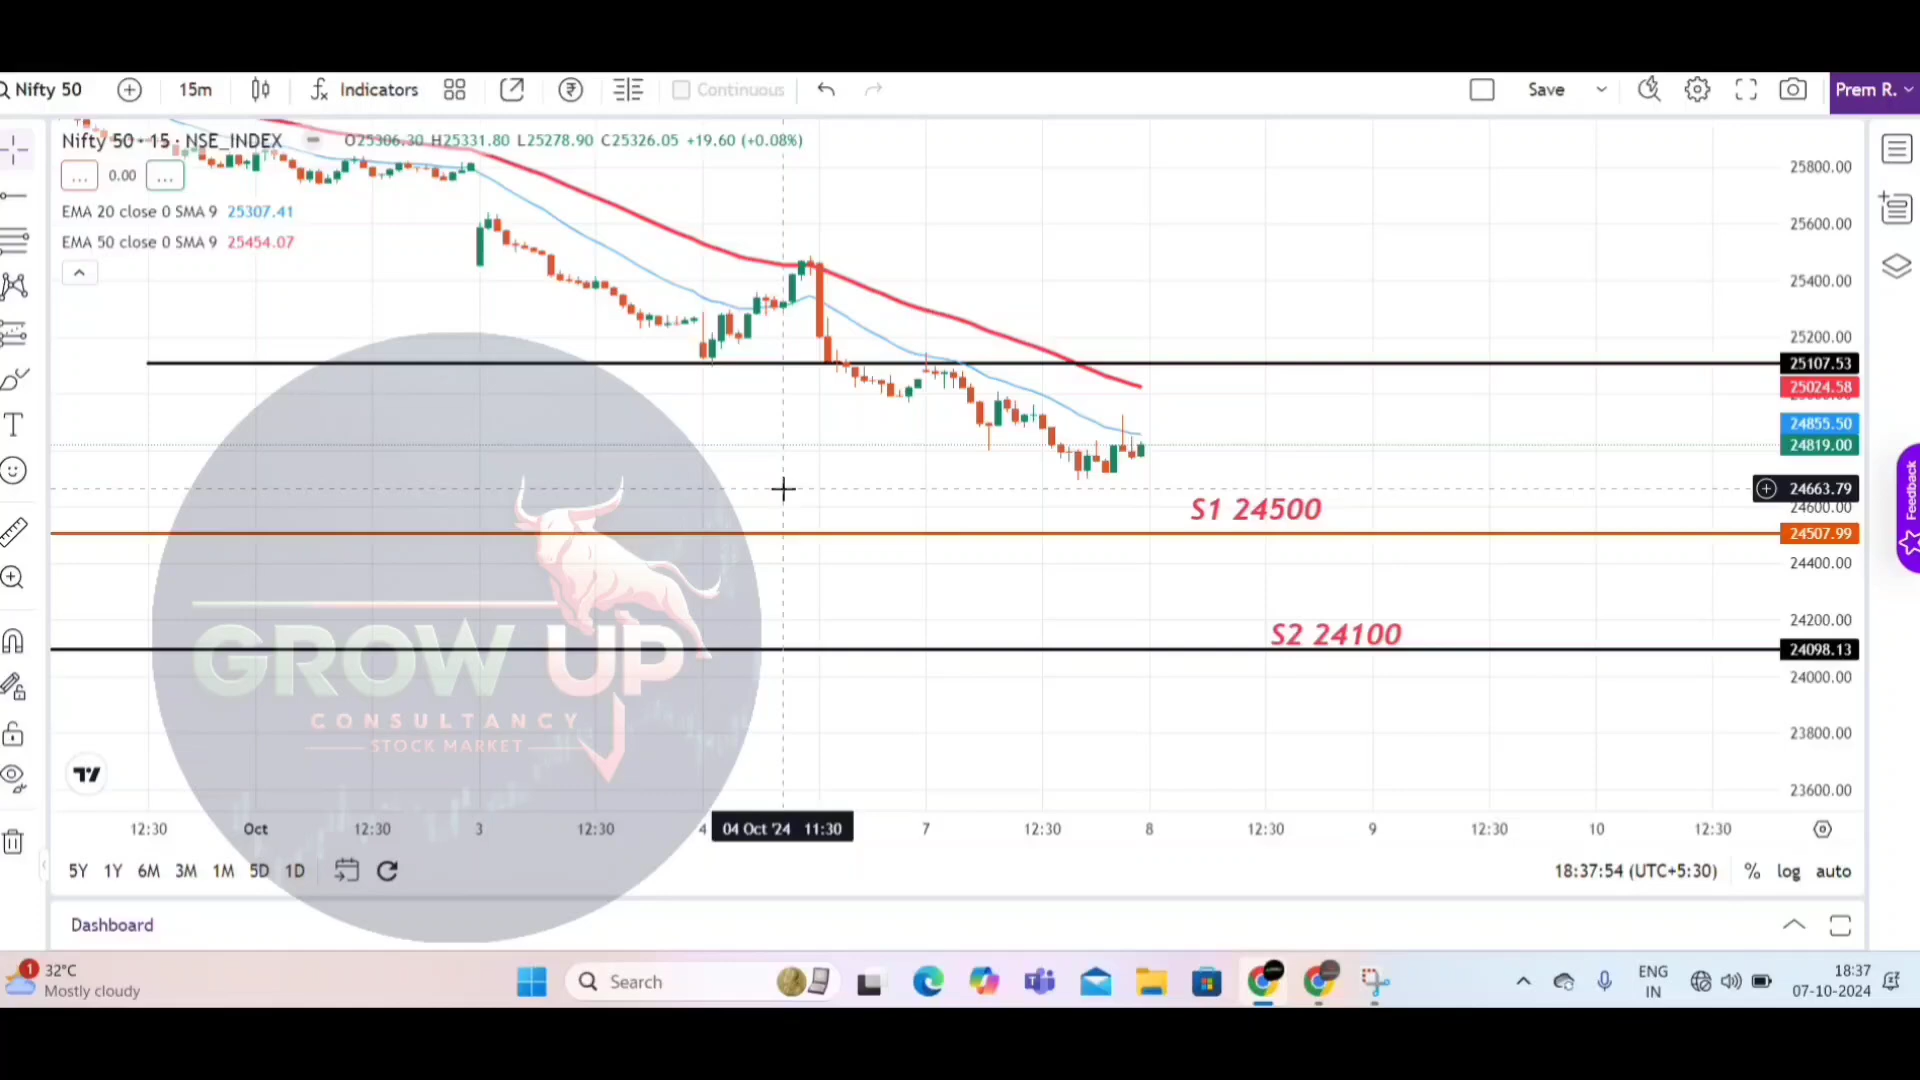 Nifty 50
15m
Indicators
Continuous
Save
Prem R.
Nifty 50 · 15 · NSE_INDEX O25306.30 H25331.80 L25278.90 C25326.05 +19.60 (+0.08%)
... 0.00 ...
EMA 20 close 0 SMA 9 25307.41
EMA 50 close 0 SMA 9 25454.07
25800.00
25600.00
25400.00
25200.00
25107.53
25024.58
24855.50
24819.00
24663.79
24600.00
24507.99
24400.00
24200.00
24098.13
24000.00
23800.00
23600.00
Feedback
S1 24500
S2 24100
GROW UP
CONSULTANCY
STOCK MARKET
12:30 Oct 12:30 3 12:30 4 04 Oct '24 11:30 7 12:30 8 12:30 9 12:30 10 12:30
5Y 1Y 6M 3M 1M 5D 1D
18:37:54 (UTC+5:30) % log auto
Dashboard
1
32°C
Mostly cloudy
Search
ENG
IN
18:37
07-10-2024